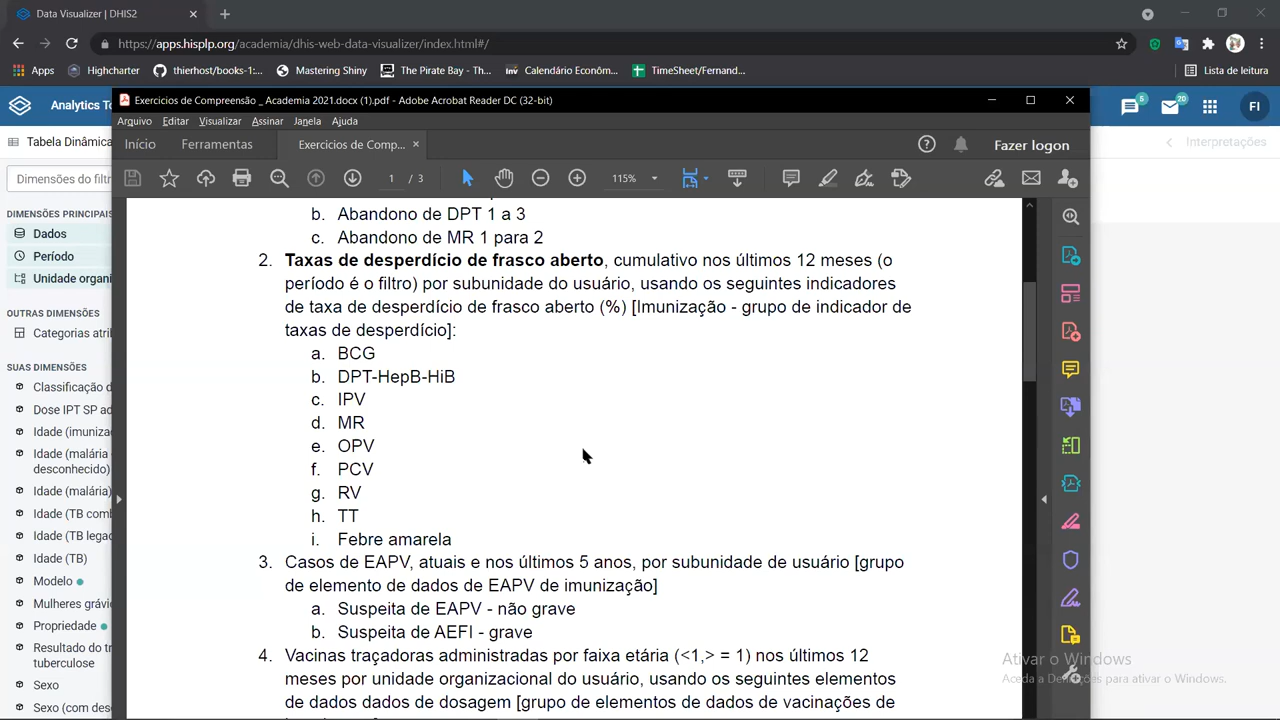 Data Visualizer | DHIS2
https://apps.hisplp.org/academia/dhis-web-data-visualizer/index.html#/
Apps
Highcharter
thierhost/books-1:...
Mastering Shiny
The Pirate Bay - Th...
Calendário Econôm...
TimeSheet/Fernand...
Lista de leitura
Analytics To
Exercicios de Compreensão _ Academia 2021.docx (1).pdf - Adobe Acrobat Reader DC (32-bit)
5
20
FI
Arquivo Editar Visualizar Assinar Janela Ajuda
Tabela Dinâmica
Início
Ferramentas
Exercicios de Comp...
Fazer logon
Interpretações
Dimensões do filtr
1 / 3
115%
DIMENSÕES PRINCIPAIS
Dados
Período
Unidade organi
OUTRAS DIMENSÕES
Categorias atril
SUAS DIMENSÕES
Classificação d
Dose IPT SP ad
Idade (imuniza
Idade (malária
desconhecido)
Idade (malária)
Idade (TB comb
Idade (TB legac
Idade (TB)
Modelo
Mulheres grávi
Propriedade
Resultado do t
tuberculose
Sexo
Sexo (com des
b. Abandono de DPT 1 a 3
c. Abandono de MR 1 para 2
2. Taxas de desperdício de frasco aberto, cumulativo nos últimos 12 meses (o
período é o filtro) por subunidade do usuário, usando os seguintes indicadores
de taxa de desperdício de frasco aberto (%) [Imunização - grupo de indicador de
taxas de desperdício]:
a. BCG
b. DPT-HepB-HiB
c. IPV
d. MR
e. OPV
f. PCV
g. RV
h. TT
i. Febre amarela
3. Casos de EAPV, atuais e nos últimos 5 anos, por subunidade de usuário [grupo
de elemento de dados de EAPV de imunização]
a. Suspeita de EAPV - não grave
b. Suspeita de AEFI - grave
4. Vacinas traçadoras administradas por faixa etária (<1,> = 1) nos últimos 12
meses por unidade organizacional do usuário, usando os seguintes elementos
de dados dados de dosagem [grupo de elementos de dados de vacinações de
Ativar o Windows
Aceda a Definições para ativar o Windows.